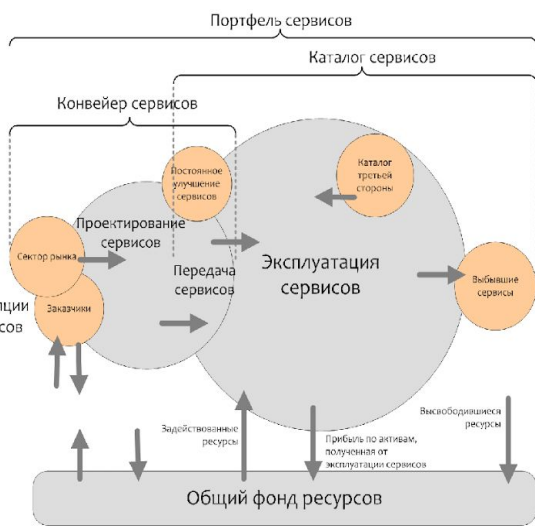 Портфель сервисов
Каталог сервисов
Конвейер сервисов
Постоянное
улучшение
сервисов
Каталог
третьей
стороны
Проектирование
сервисов
Сектор рынка
Передача
сервисов
Эксплуатация
сервисов
Выбывшие
сервисы
Заказчики
Задействованные
ресурсы
Прибыль по активам,
полученная от
эксплуатации сервисов
Высвободившиеся
ресурсы
Общий фонд ресурсов